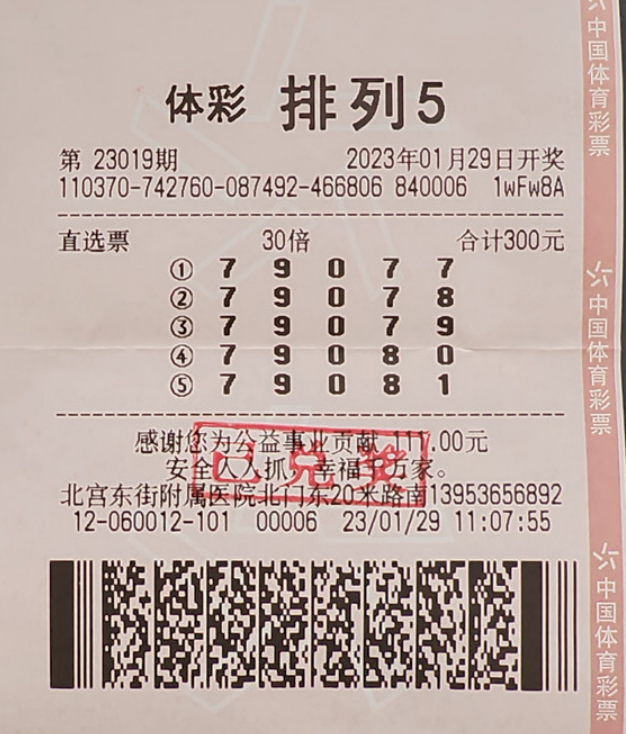 体彩 排列5
第 23019期 2023年01月29日开奖
110370-742760-087492-466806 840006 1wFw8A
直选票 30倍 合计300元
① 7 9 0 7 7
② 7 9 0 7 8
③ 7 9 0 7 9
④ 7 9 0 8 0
⑤ 7 9 0 8 1
感谢您为公益事业贡献 111.00元
安全人人抓，幸福千万家。
已兑奖
北宫东街附属医院北门东20米路南13953656892
12-060012-101 00006 23/01/29 11:07:55
中国体育彩票
中国体育彩票
中国体育彩票